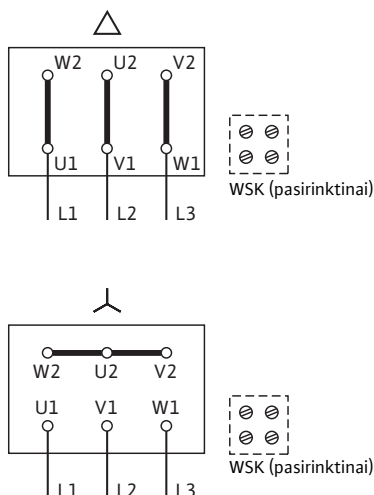 W2 U2 V2
U1 V1 W1
L1 L2 L3
WSK (pasirinktinai)
W2 U2 V2
U1 V1 W1
L1 L2 L3
WSK (pasirinktinai)